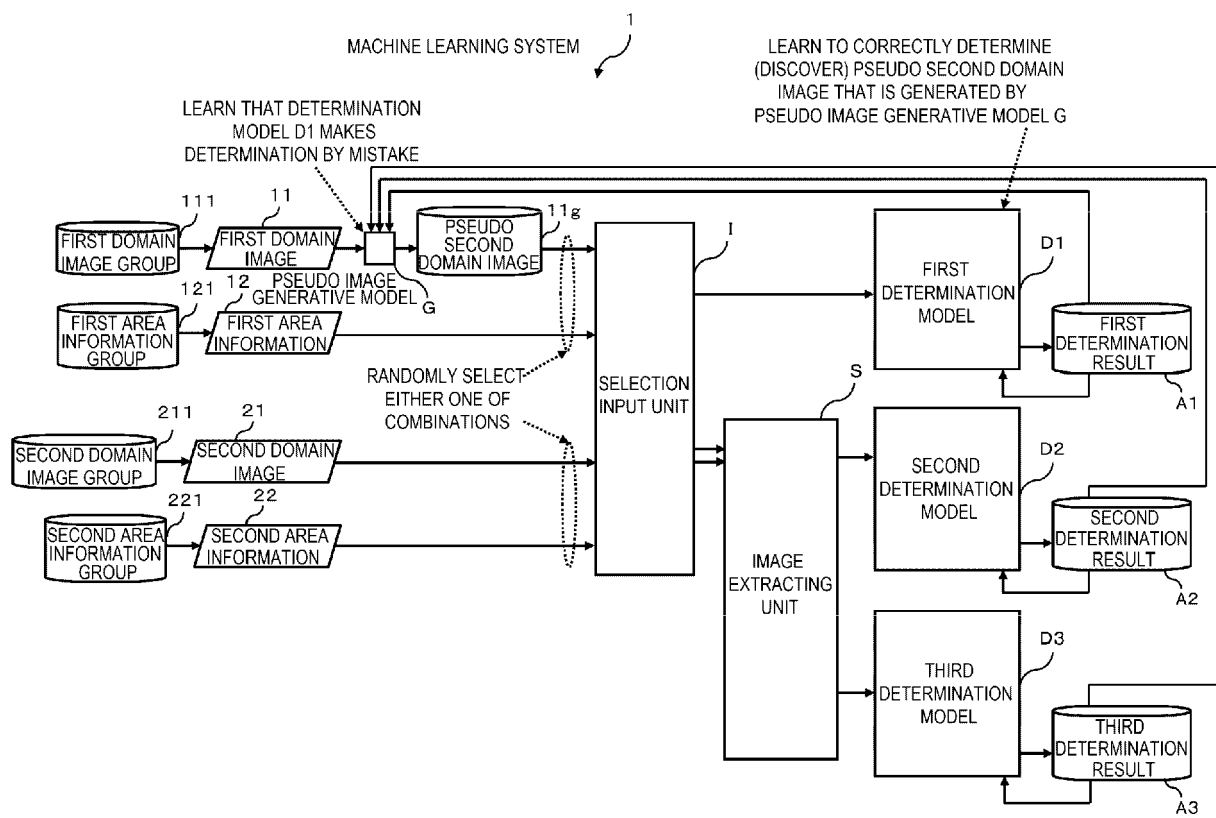 1
MACHINE LEARNING SYSTEM
LEARN TO CORRECTLY DETERMINE
(DISCOVER) PSEUDO SECOND DOMAIN
IMAGE THAT IS GENERATED BY
PSEUDO IMAGE GENERATIVE MODEL G
LEARN THAT DETERMINATION
MODEL D1 MAKES
DETERMINATION BY MISTAKE
111
FIRST DOMAIN
IMAGE GROUP
11
FIRST DOMAIN
IMAGE
PSEUDO IMAGE
GENERATIVE MODEL
G
11g
PSEUDO
SECOND
DOMAIN IMAGE
121
FIRST AREA
INFORMATION
GROUP
12
FIRST AREA
INFORMATION
RANDOMLY SELECT
EITHER ONE OF
COMBINATIONS
211
SECOND DOMAIN
IMAGE GROUP
21
SECOND DOMAIN
IMAGE
221
SECOND AREA
INFORMATION
GROUP
22
SECOND AREA
INFORMATION
I
SELECTION
INPUT UNIT
S
IMAGE
EXTRACTING
UNIT
FIRST
DETERMINATION
MODEL
D1
FIRST
DETERMINATION
RESULT
A1
SECOND
DETERMINATION
MODEL
D2
SECOND
DETERMINATION
RESULT
A2
THIRD
DETERMINATION
MODEL
D3
THIRD
DETERMINATION
RESULT
A3